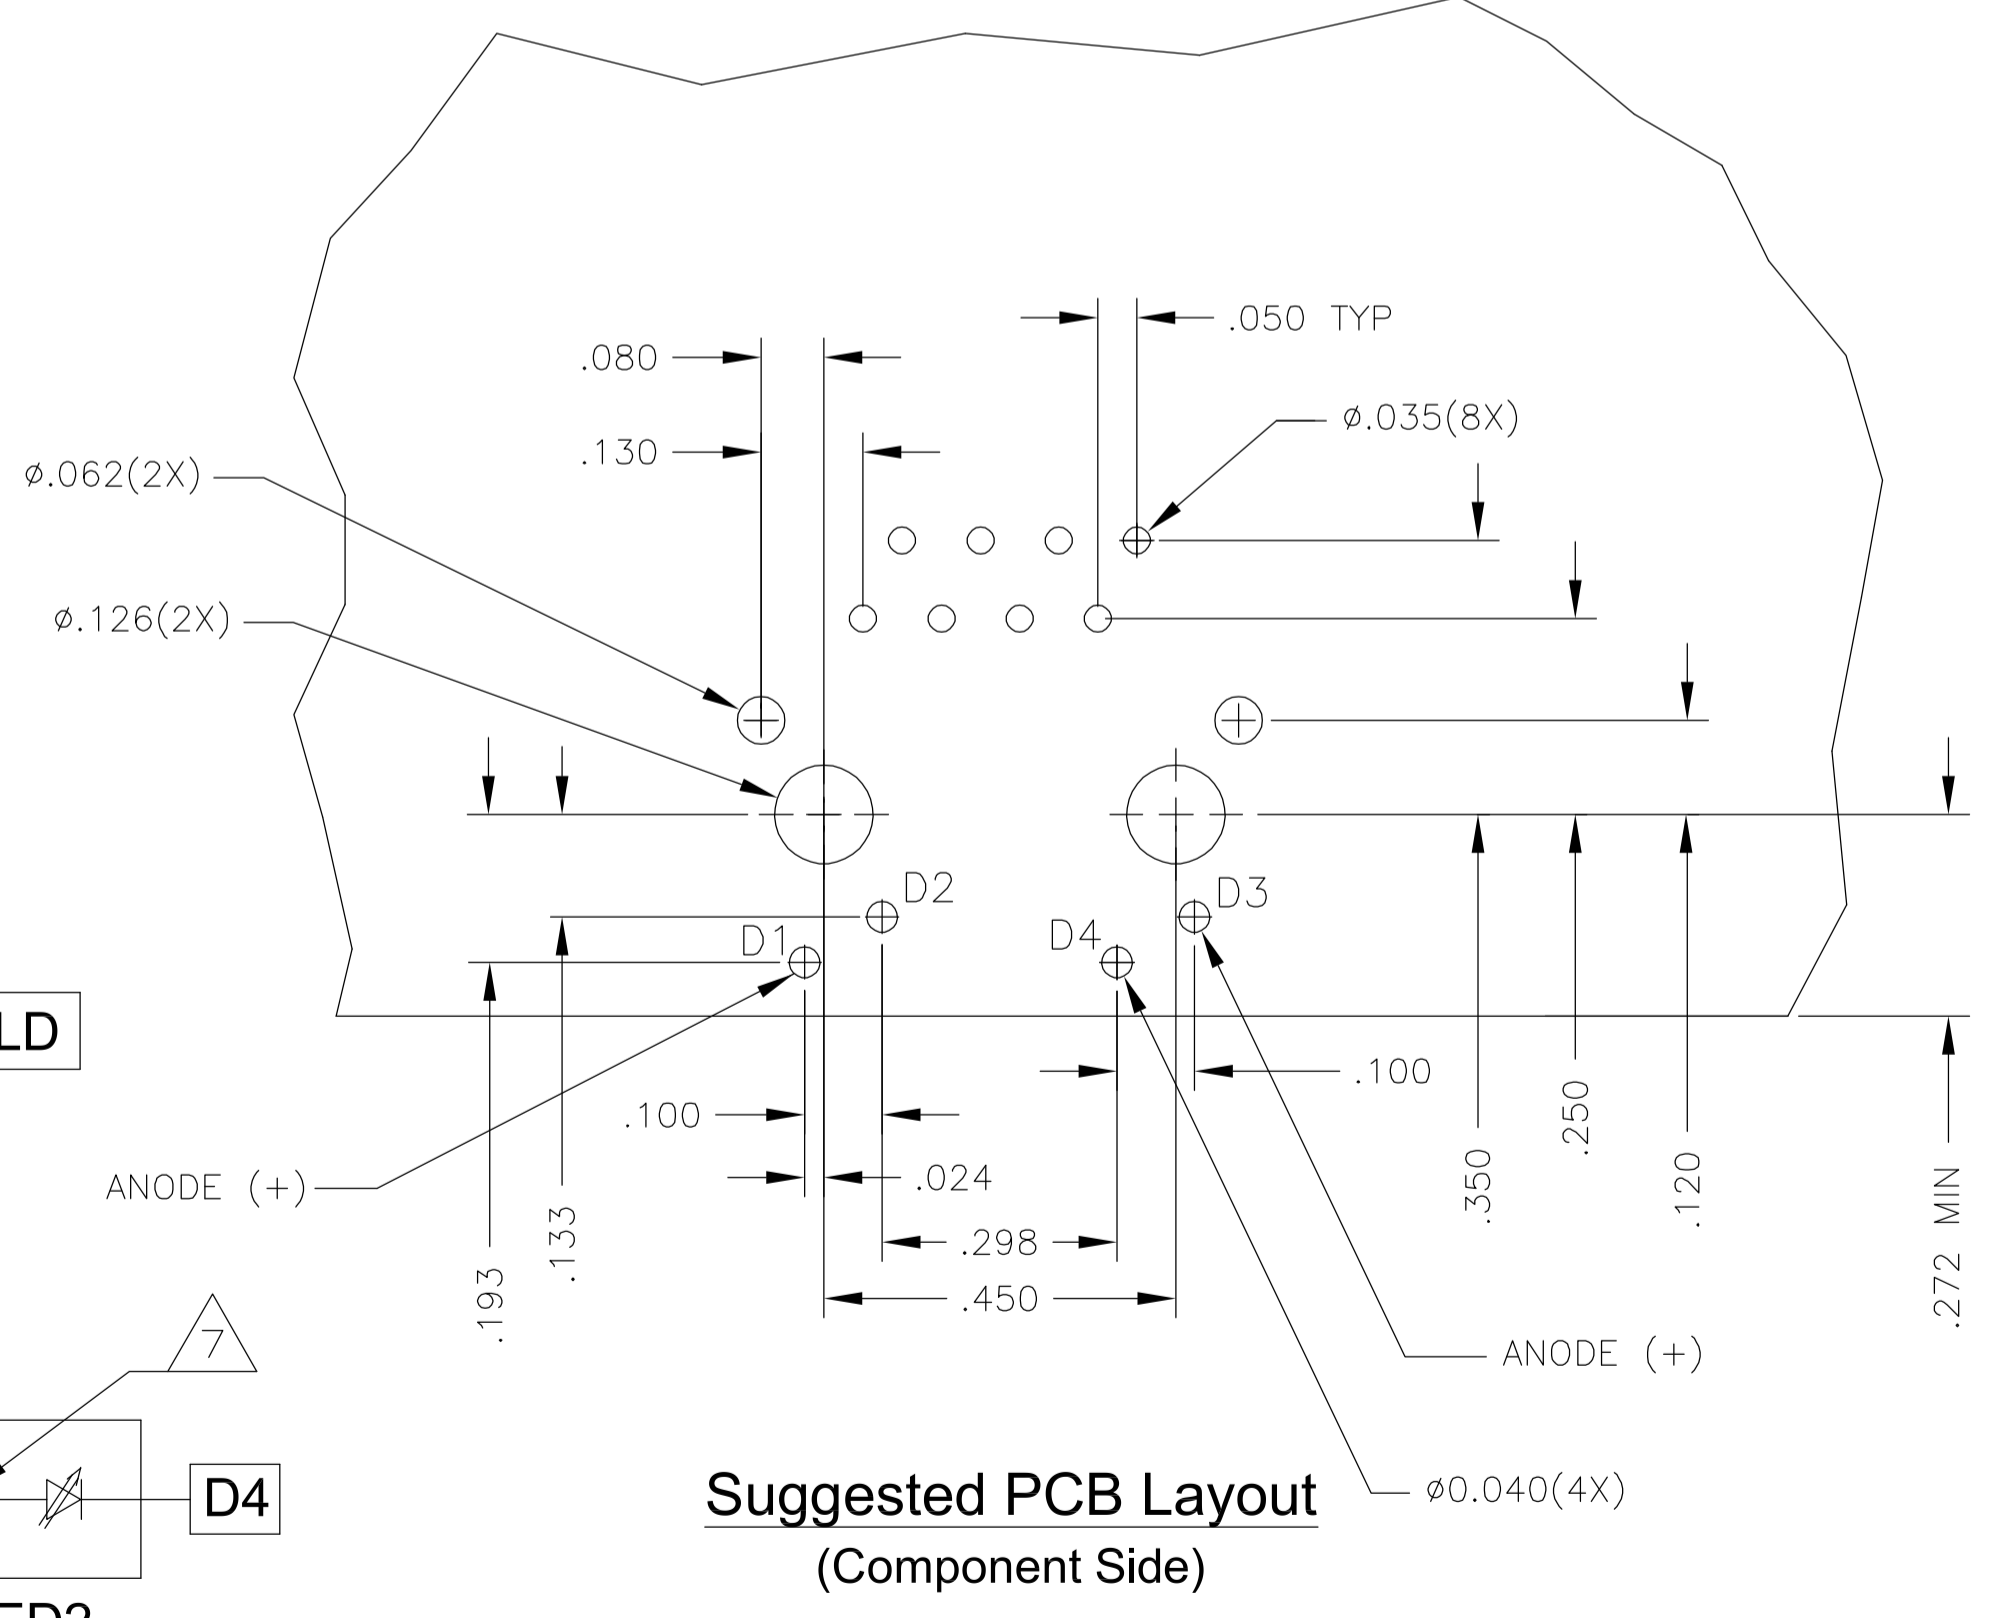 .050 TYP
.080
ø.035(8X)
.130
ø.062(2X)
ø.126(2X)
D2
D3
D1
D4
LD
.100
.100
.250
ANODE (+)
.024
.350
.120
.133
.298
.272 MIN
.193
.450
7
ANODE (+)
D4
Suggested PCB Layout
ø0.040(4X)
(Component Side)